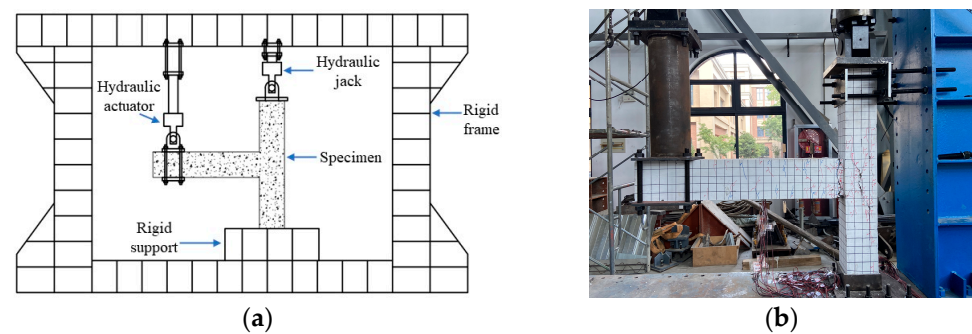 Hydraulic
jack
Hydraulic
actuator
Rigid
frame
Specimen
Rigid
support
(a)
(b)